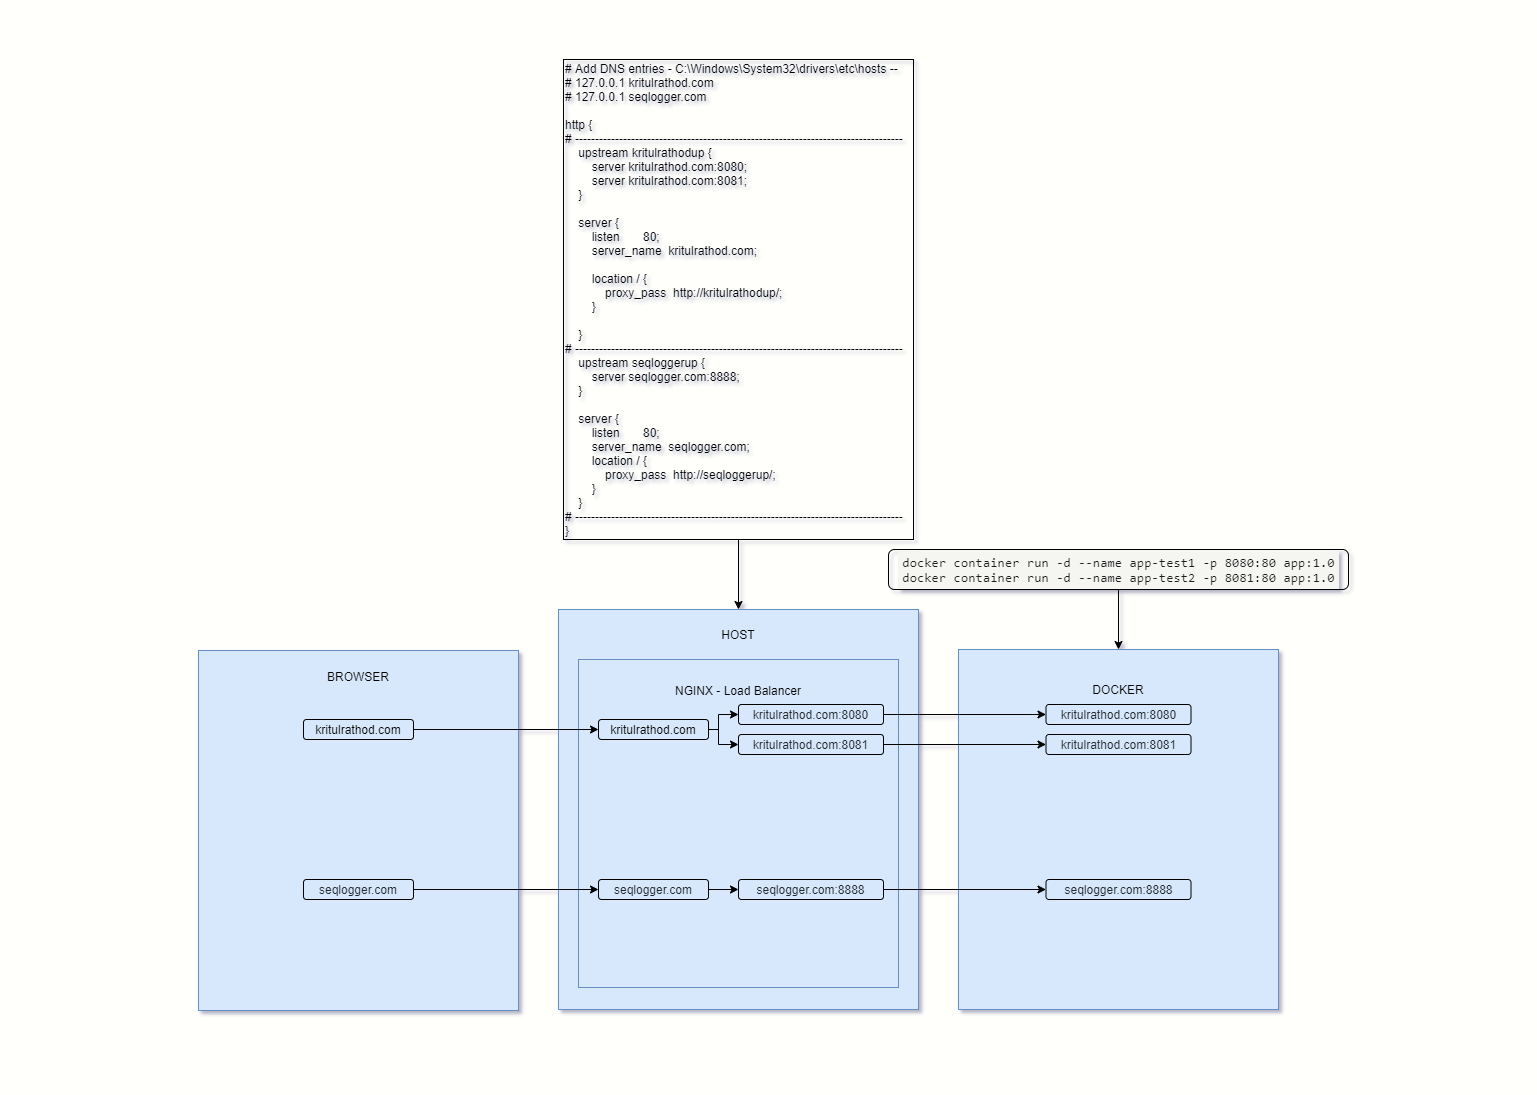 # Add DNS entries - C:\Windows\System32\drivers\etc\hosts --
# 127.0.0.1 kritulrathod.com
# 127.0.0.1 seqlogger.com
http {
# ----------------------------------------------------------------------------------
upstream kritulrathodup {
server kritulrathod.com:8080;
server kritulrathod.com:8081;
}
server {
listen 80;
server_name kritulrathod.com;
location / {
proxy_pass http://kritulrathodup/;
}
}
# ----------------------------------------------------------------------------------
upstream seqloggerup {
server seqlogger.com:8888;
}
server {
listen 80;
server_name seqlogger.com;
location / {
proxy_pass http://seqloggerup/;
}
}
# ----------------------------------------------------------------------------------
}
docker container run -d --name app-test1 -p 8080:80 app:1.0
docker container run -d --name app-test2 -p 8081:80 app:1.0
BROWSER
kritulrathod.com
seqlogger.com
HOST
NGINX - Load Balancer
kritulrathod.com
kritulrathod.com:8080
kritulrathod.com:8081
seqlogger.com
seqlogger.com:8888
DOCKER
kritulrathod.com:8080
kritulrathod.com:8081
seqlogger.com:8888